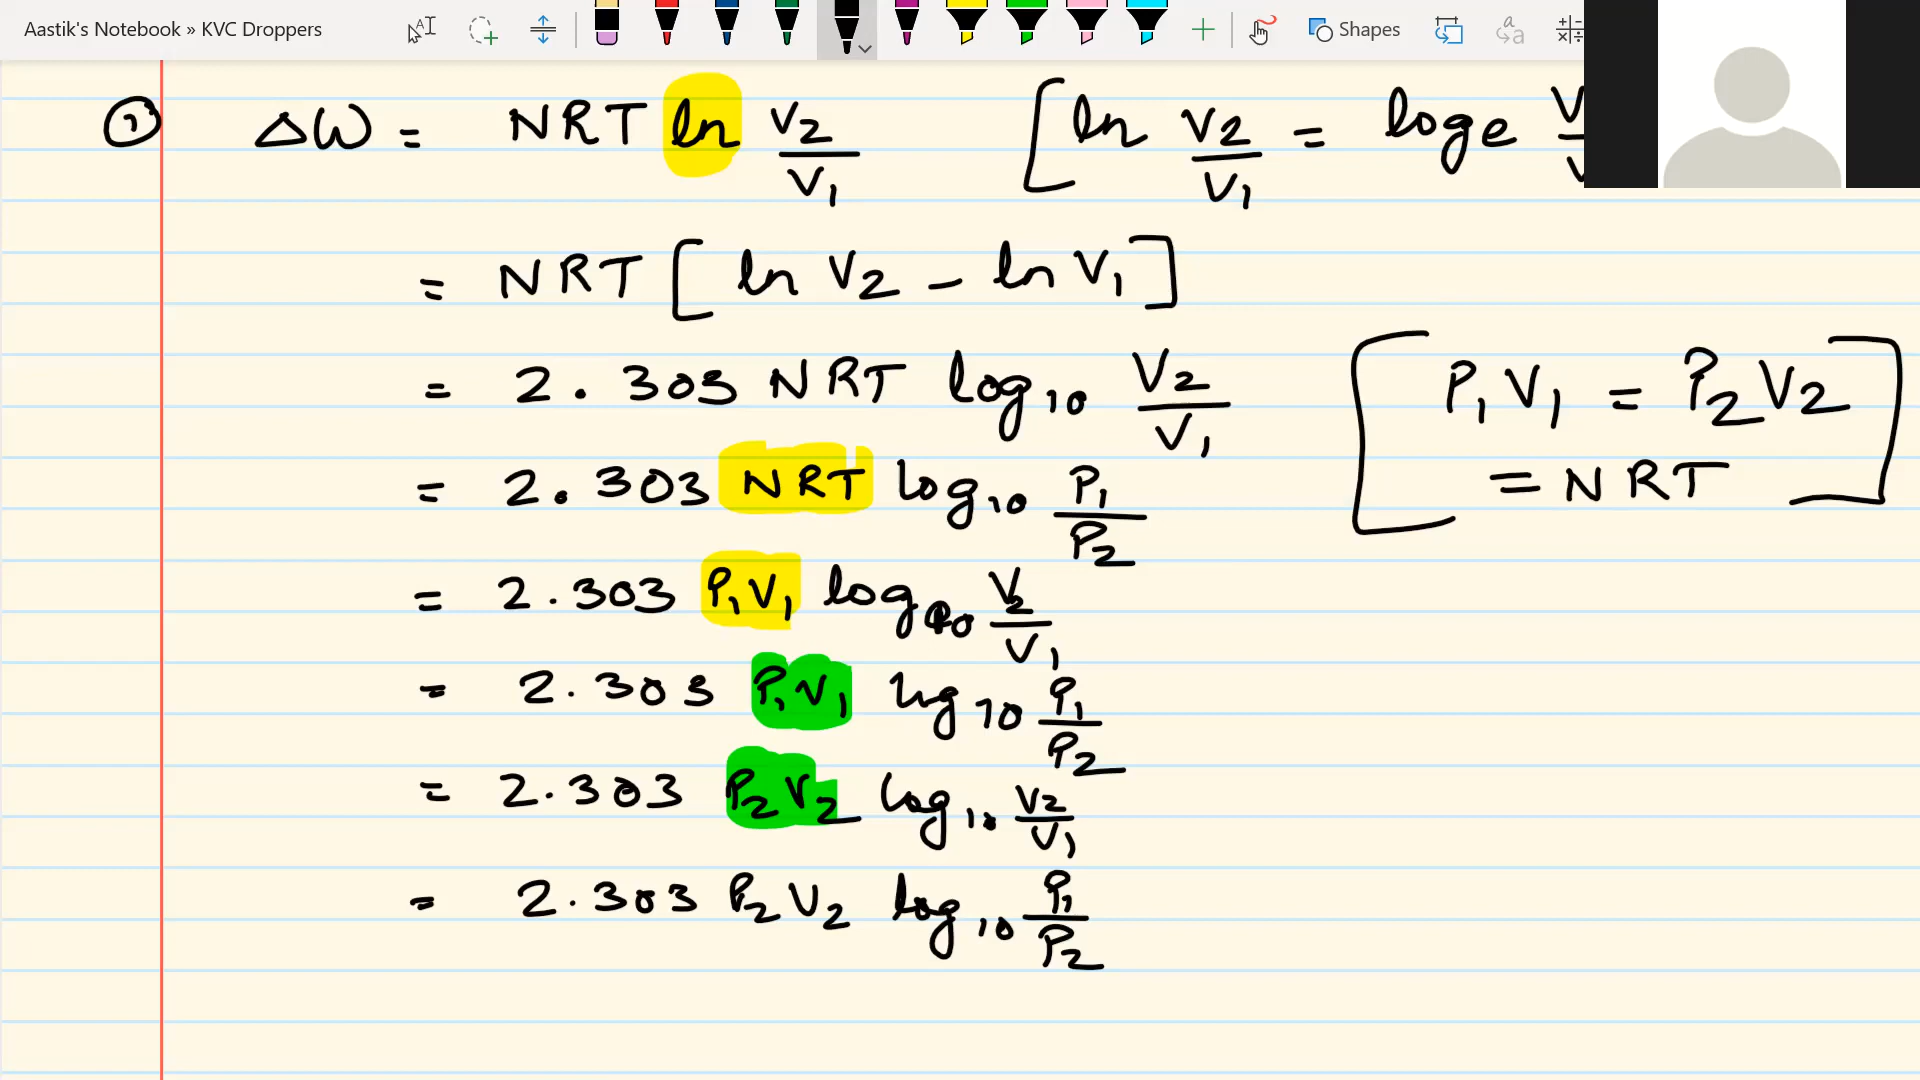 Aastik's Notebook » KVC Droppers
Shapes
① ΔW = NRT ln V2/V1 [ln V2/V1 = loge V
= NRT [ln V2 - ln V1]
= 2.303 NRT log10 V2/V1
[P1V1 = P2V2
= NRT]
= 2.303 NRT log10 P1/P2
= 2.303 P1V1 log10 V2/V1
= 2.303 P1V1 log10 P1/P2
= 2.303 P2V2 log10 V2/V1
= 2.303 P2V2 log10 P1/P2